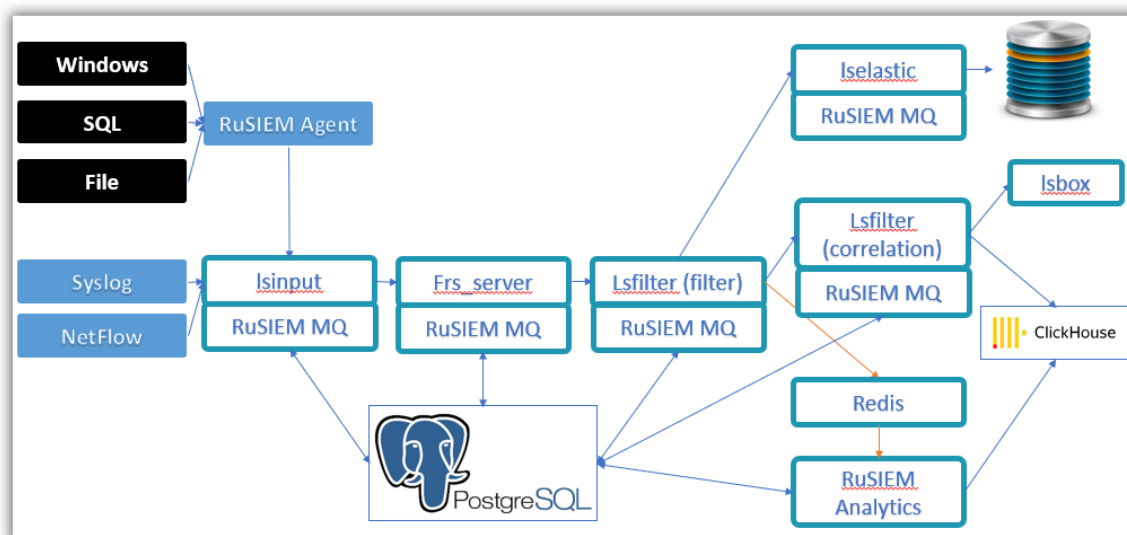 Windows
SQL
File
RuSIEM Agent
Syslog
NetFlow
lsinput
RuSIEM MQ
Frs_server
RuSIEM MQ
Lsfilter (filter)
RuSIEM MQ
lselastic
RuSIEM MQ
Lsfilter
(correlation)
RuSIEM MQ
lsbox
ClickHouse
Redis
RuSIEM
Analytics
PostgreSQL